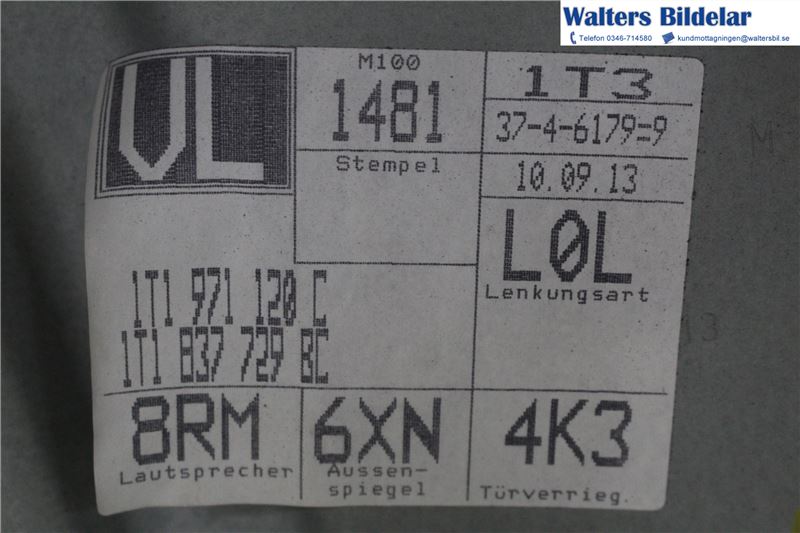 Walters Bildelar
Telefon 0346-714580 kundmottagningen@waltersbil.se
VL
M100
1481
Stempel
1T3
37-4-6179=9
10.09.13
L0L
Lenkungsart
1T1 971 120 C
1T1 837 729 BC
8RM
Lautsprecher
6XN
Aussen-
spiegel
4K3
Türverrieg.